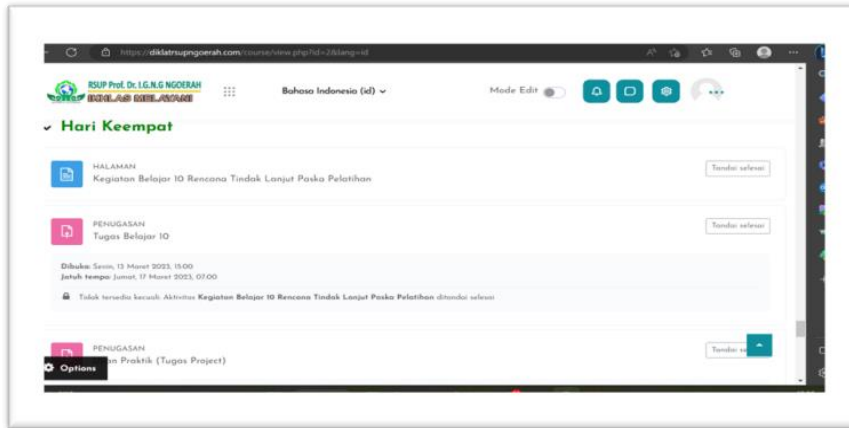 https://diklatrsupngoerah.com/course/view.php?id=2&lang=id
RSUP Prof. Dr. I.G.N.G NGOERAH
IKHLAS MELAYANI
Bahasa Indonesia (id)
Mode Edit
Hari Keempat
HALAMAN
Kegiatan Belajar 10 Rencana Tindak Lanjut Paska Pelatihan
Tandai selesai
PENUGASAN
Tugas Belajar 10
Tandai selesai
Dibuka: Senin, 13 Maret 2023, 15:00
Jatuh tempo: Jumat, 17 Maret 2023, 07:00
Tidak tersedia kecuali: Aktivitas Kegiatan Belajar 10 Rencana Tindak Lanjut Paska Pelatihan ditandai selesai
PENUGASAN
Praktik (Tugas Project)
Tandai
Options